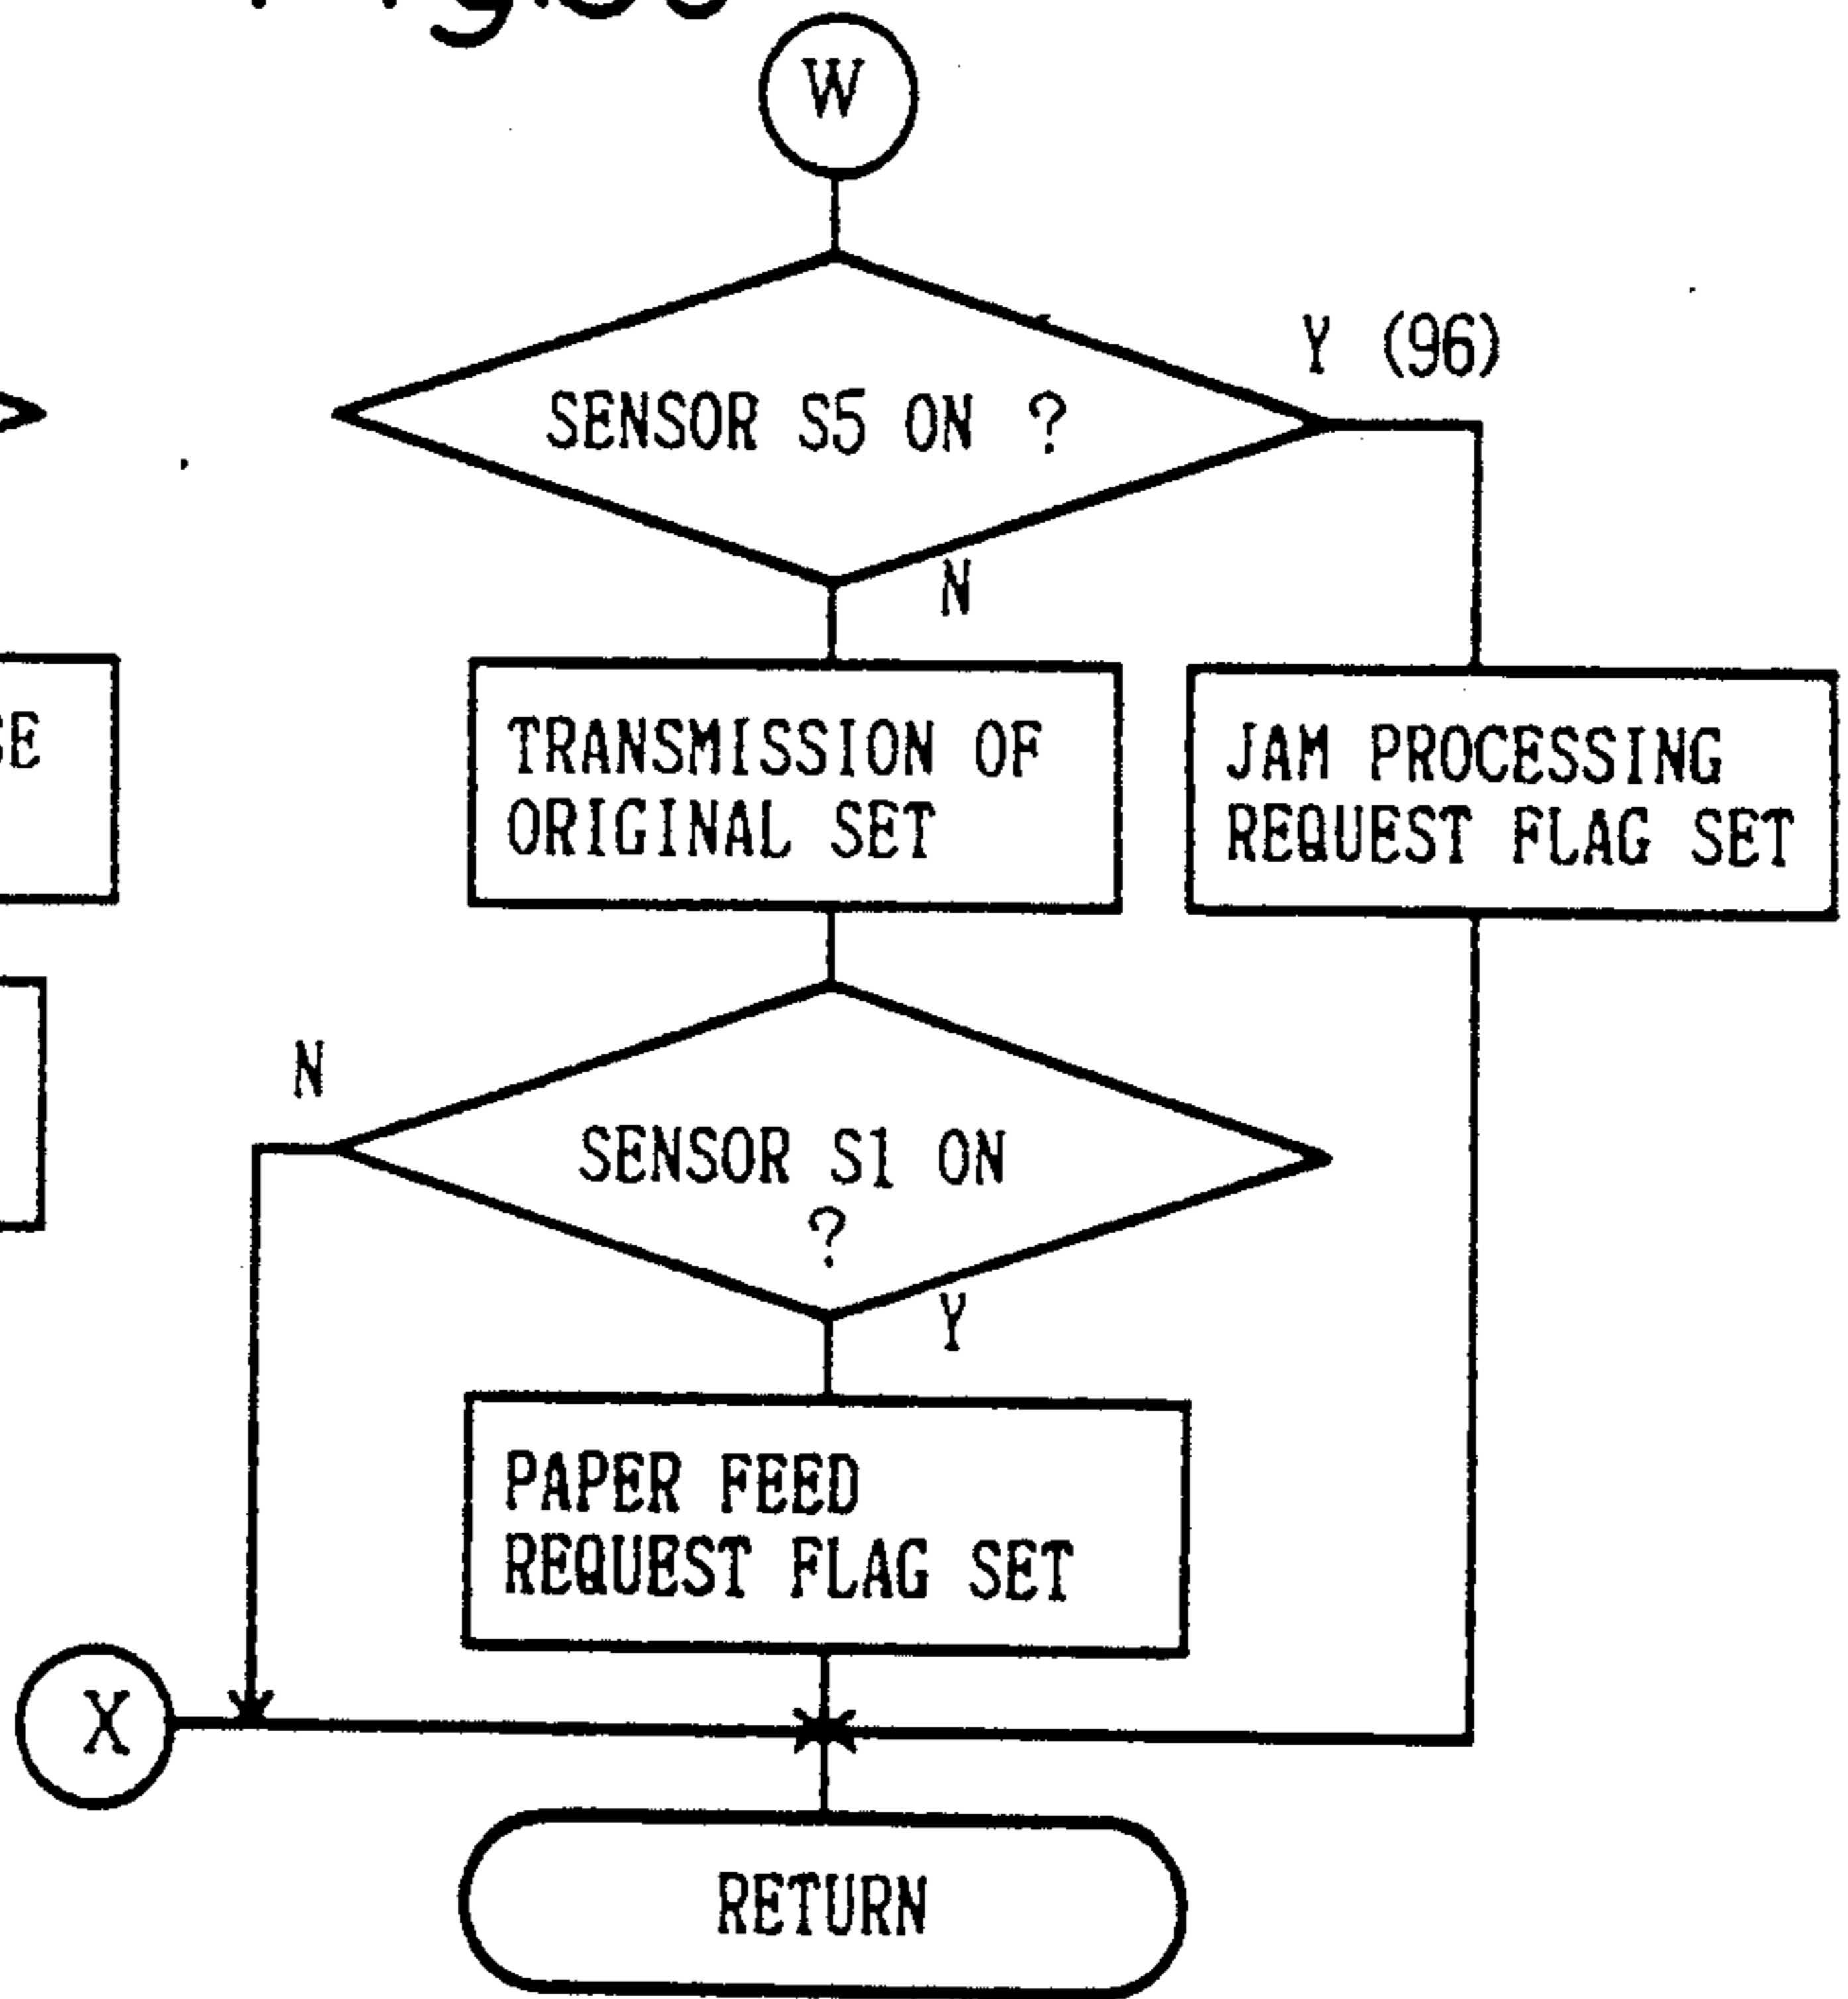 W
SENSOR S5 ON ?
Y (96)
N
TRANSMISSION OF
ORIGINAL SET
JAM PROCESSING
REQUEST FLAG SET
N
SENSOR S1 ON
?
Y
PAPER FEED
REQUEST FLAG SET
X
RETURN